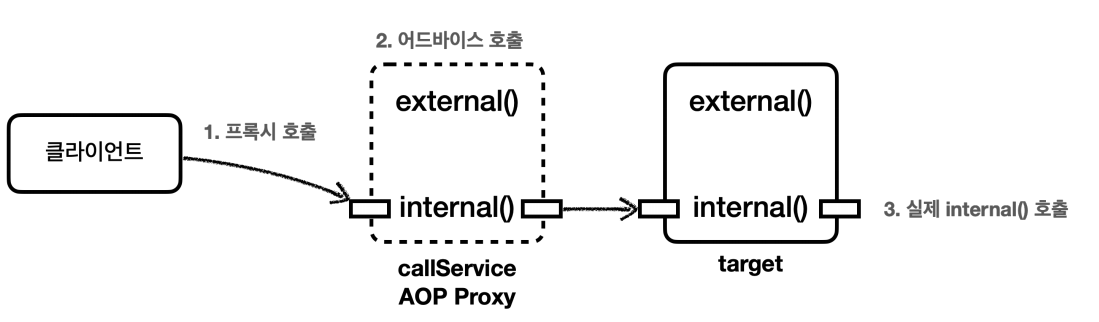 2. 어드바이스 호출
external()
external()
1. 프록시 호출
클라이언트
internal()
internal()
3. 실제 internal() 호출
callService
AOP Proxy
target